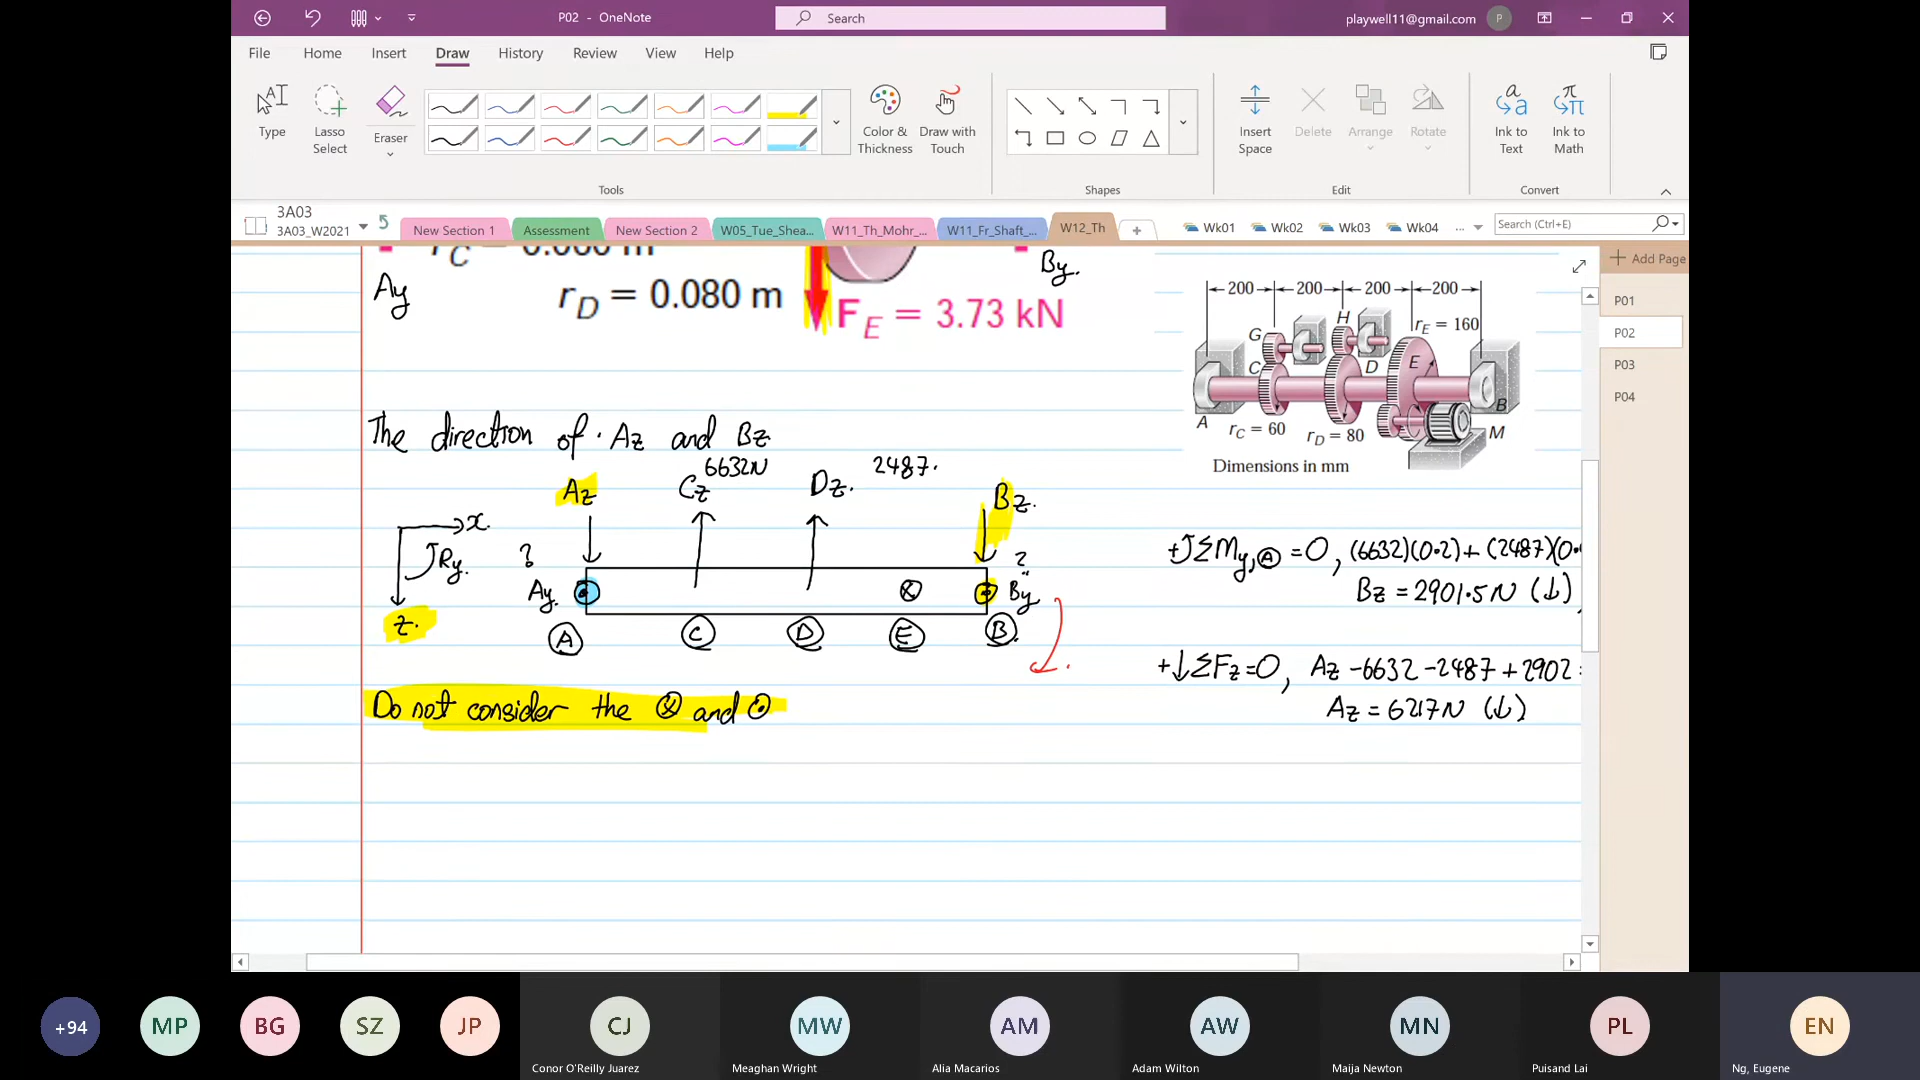 P02 - OneNote
Search
playwell11@gmail.com
P
File Home Insert Draw History Review View Help
Type
Lasso Select
Eraser
Color & Thickness
Draw with Touch
Insert Space
Delete
Arrange
Rotate
Ink to Text
Ink to Math
Tools
Shapes
Edit
Convert
3A03
3A03_W2021
New Section 1
Assessment
New Section 2
W05_Tue_Shea...
W11_Th_Mohr_...
W11_Fr_Shaft_...
W12_Th
+
Wk01
Wk02
Wk03
Wk04
...
Search (Ctrl+E)
Add Page
P01
P02
P03
P04
Ay
rD = 0.080 m
FE = 3.73 kN
By.
200 200 200 200
G H rE = 160
C D E
A B
rC = 60 rD = 80 M
Dimensions in mm
The direction of Az and Bz
6632N 2487.
Az Cz Dz. Bz.
x.
Ry.
z.
? ?
Ay. By
A C D E B.
Do not consider the ⊗ and ⊙
+ΣMy,A = 0, (6632)(0.2)+(2487)(0.
Bz = 2901.5N (↓)
+↓ΣFz=0, Az -6632 -2487 +2902 =
Az = 6217N (↓)
+94
MP
BG
SZ
JP
CJ
MW
AM
AW
MN
PL
EN
Conor O'Reilly Juarez
Meaghan Wright
Alia Macarios
Adam Wilton
Maija Newton
Puisand Lai
Ng, Eugene